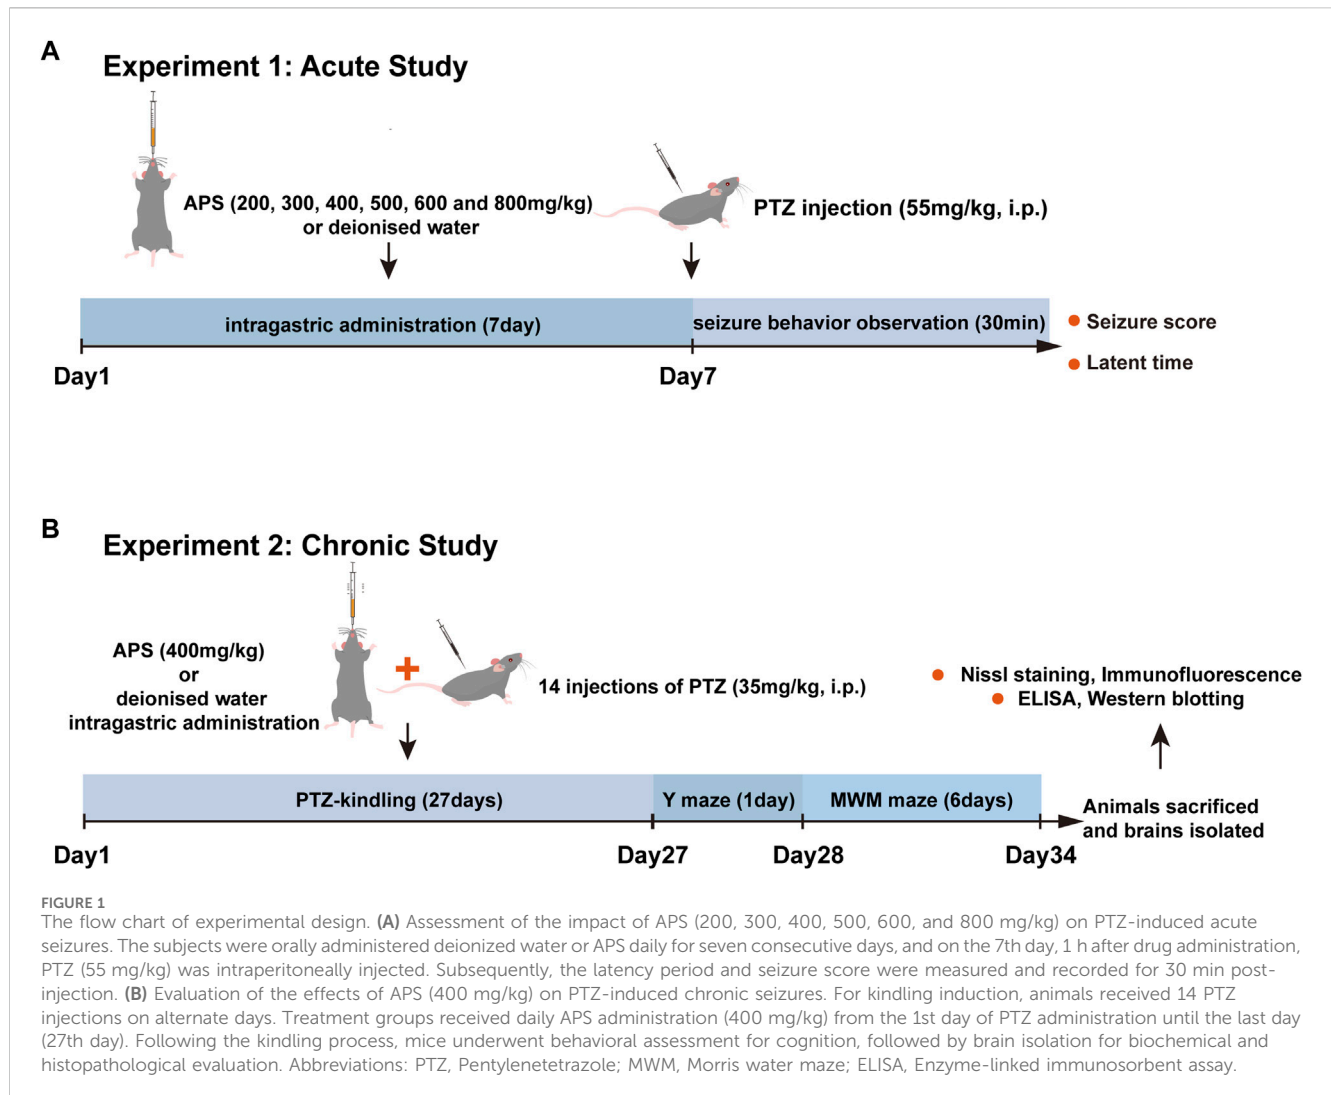 A
Experiment 1: Acute Study
APS (200, 300, 400, 500, 600 and 800mg/kg)
or deionised water
PTZ injection (55mg/kg, i.p.)
intragastric administration (7day)
seizure behavior observation (30min)
Seizure score
Latent time
Day1
Day7
B
Experiment 2: Chronic Study
APS (400mg/kg)
or
deionised water
intragastric administration
14 injections of PTZ (35mg/kg, i.p.)
Nissl staining, Immunofluorescence
ELISA, Western blotting
PTZ-kindling (27days)
Y maze (1day)
MWM maze (6days)
Animals sacrificed
and brains isolated
Day1
Day27
Day28
Day34
FIGURE 1
The flow chart of experimental design. (A) Assessment of the impact of APS (200, 300, 400, 500, 600, and 800 mg/kg) on PTZ-induced acute
seizures. The subjects were orally administered deionized water or APS daily for seven consecutive days, and on the 7th day, 1 h after drug administration,
PTZ (55 mg/kg) was intraperitoneally injected. Subsequently, the latency period and seizure score were measured and recorded for 30 min post-
injection. (B) Evaluation of the effects of APS (400 mg/kg) on PTZ-induced chronic seizures. For kindling induction, animals received 14 PTZ
injections on alternate days. Treatment groups received daily APS administration (400 mg/kg) from the 1st day of PTZ administration until the last day
(27th day). Following the kindling process, mice underwent behavioral assessment for cognition, followed by brain isolation for biochemical and
histopathological evaluation. Abbreviations: PTZ, Pentylenetetrazole; MWM, Morris water maze; ELISA, Enzyme-linked immunosorbent assay.